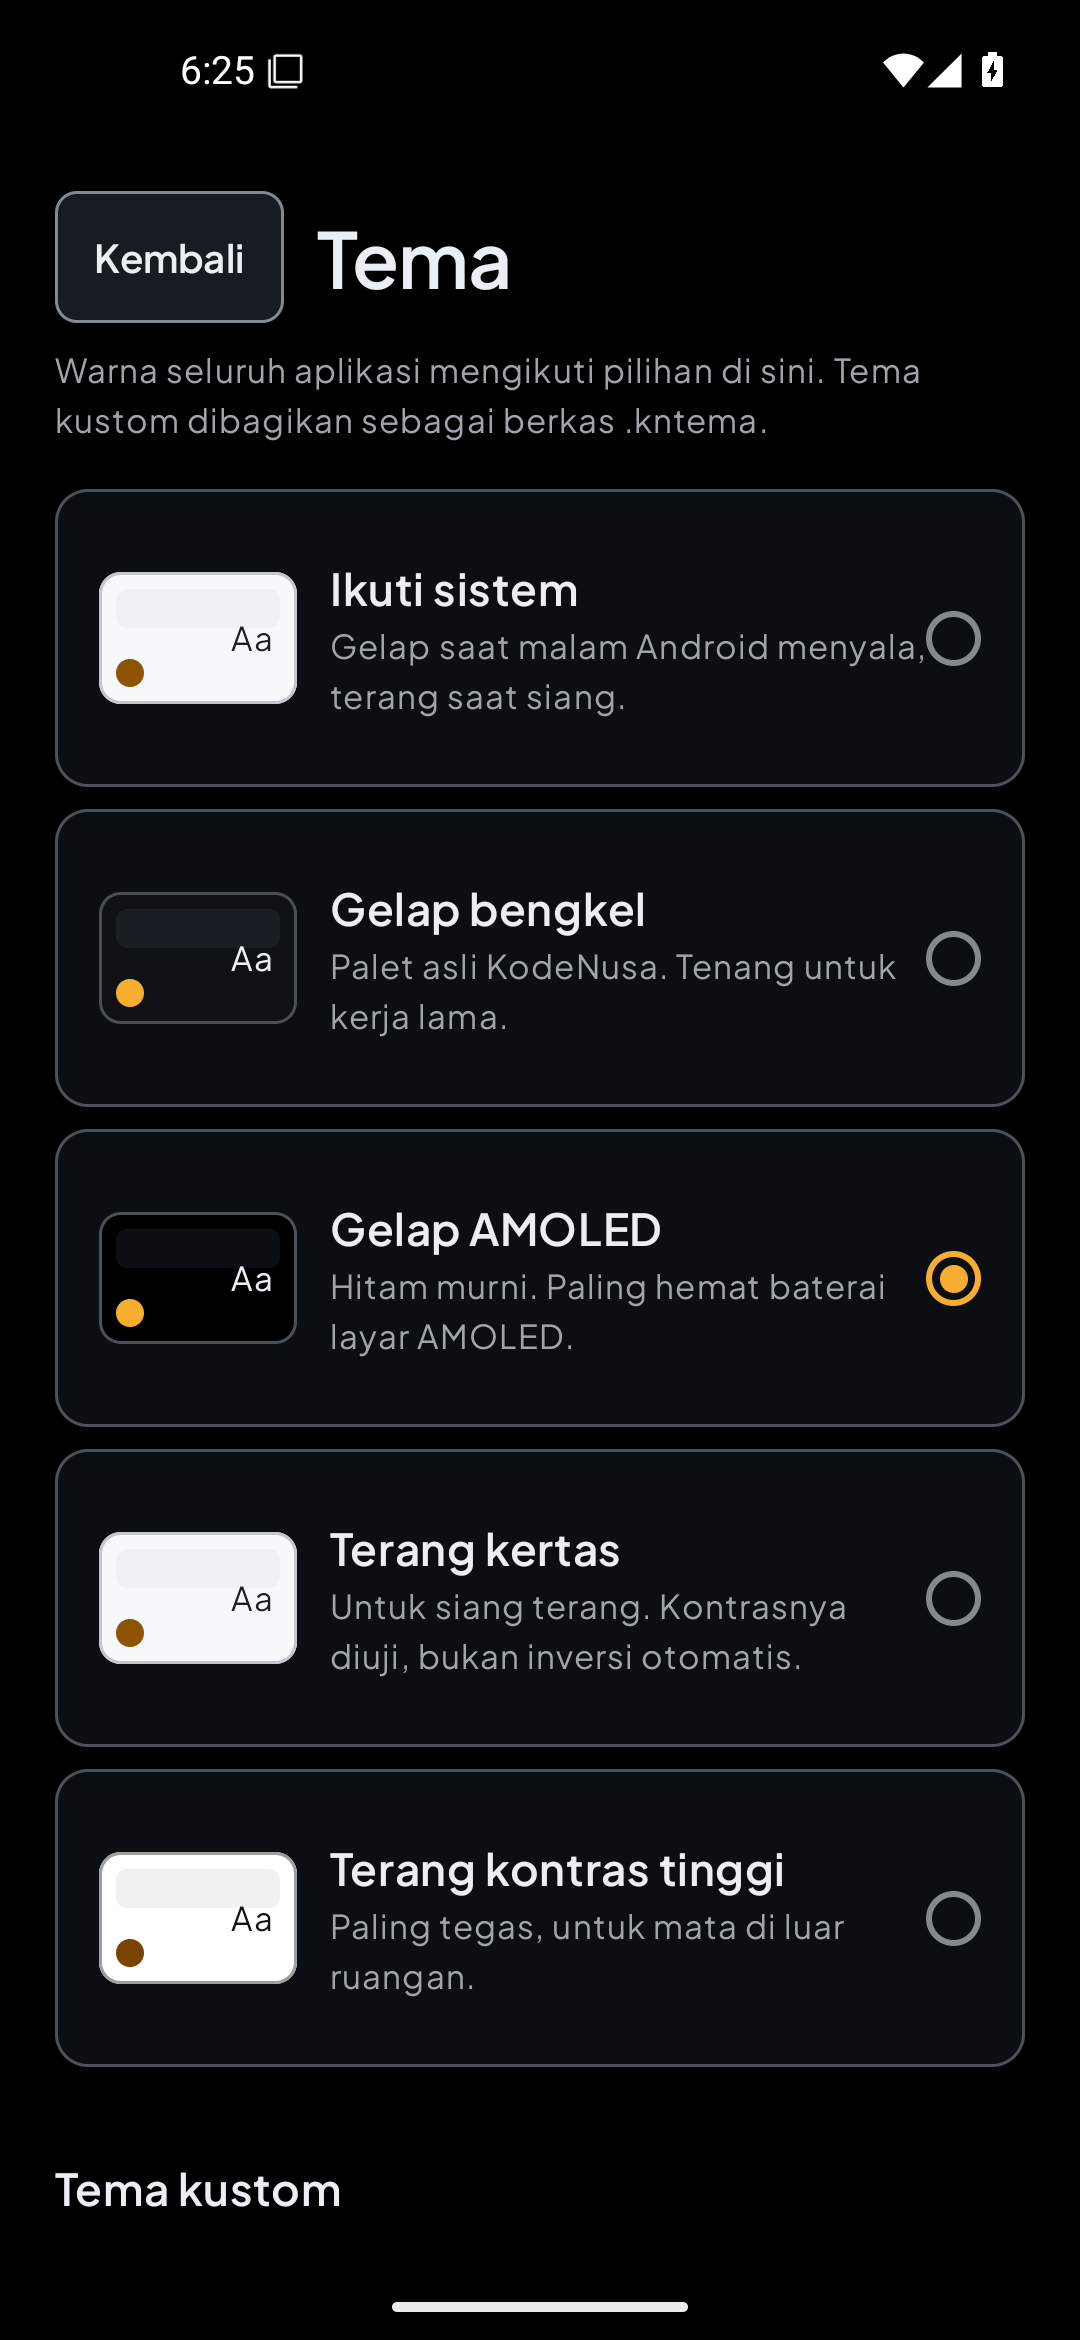 6:25
Kembali
Tema
Warna seluruh aplikasi mengikuti pilihan di sini. Tema
kustom dibagikan sebagai berkas .kntema.
Aa
Ikuti sistem
Gelap saat malam Android menyala,
terang saat siang.
Aa
Gelap bengkel
Palet asli KodeNusa. Tenang untuk
kerja lama.
Aa
Gelap AMOLED
Hitam murni. Paling hemat baterai
layar AMOLED.
Aa
Terang kertas
Untuk siang terang. Kontrasnya
diuji, bukan inversi otomatis.
Aa
Terang kontras tinggi
Paling tegas, untuk mata di luar
ruangan.
Tema kustom